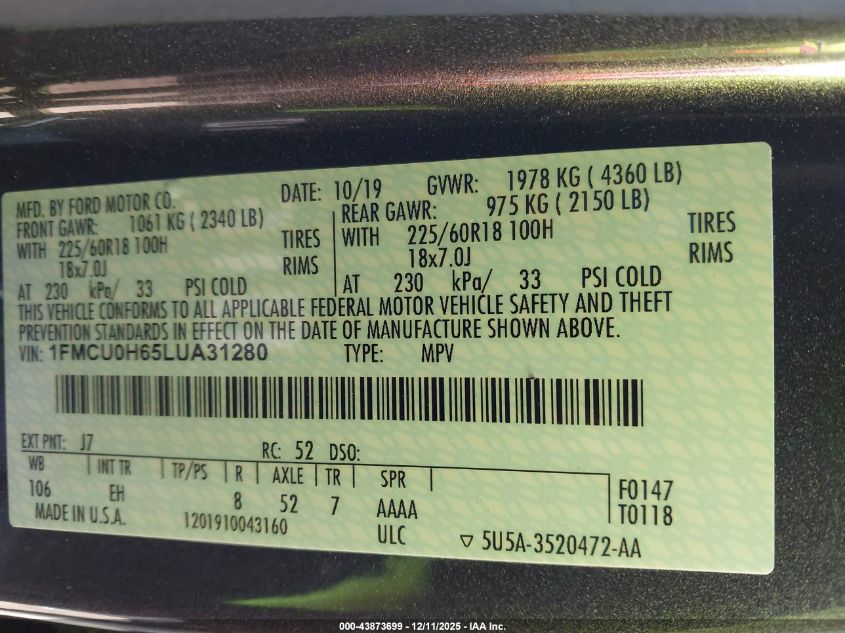 MFD. BY FORD MOTOR CO. DATE: 10/19 GVWR: 1978 KG ( 4360 LB)
FRONT GAWR: 1061 KG ( 2340 LB) REAR GAWR: 975 KG ( 2150 LB)
WITH 225/60R18 100H TIRES WITH 225/60R18 100H TIRES
18x7.0J RIMS 18x7.0J RIMS
AT 230 kPa/ 33 PSI COLD AT 230 kPa/ 33 PSI COLD
THIS VEHICLE CONFORMS TO ALL APPLICABLE FEDERAL MOTOR VEHICLE SAFETY AND THEFT
PREVENTION STANDARDS IN EFFECT ON THE DATE OF MANUFACTURE SHOWN ABOVE.
VIN: 1FMCU0H65LUA31280 TYPE: MPV
EXT PNT: J7 RC: 52 DSO:
WB INT TR TP/PS R AXLE TR SPR
106 EH 8 52 7 AAAA F0147
MADE IN U.S.A. 1201910043160 ULC T0118
▽ 5U5A-3520472-AA
000-43873699 - 12/11/2025 - IAA Inc.